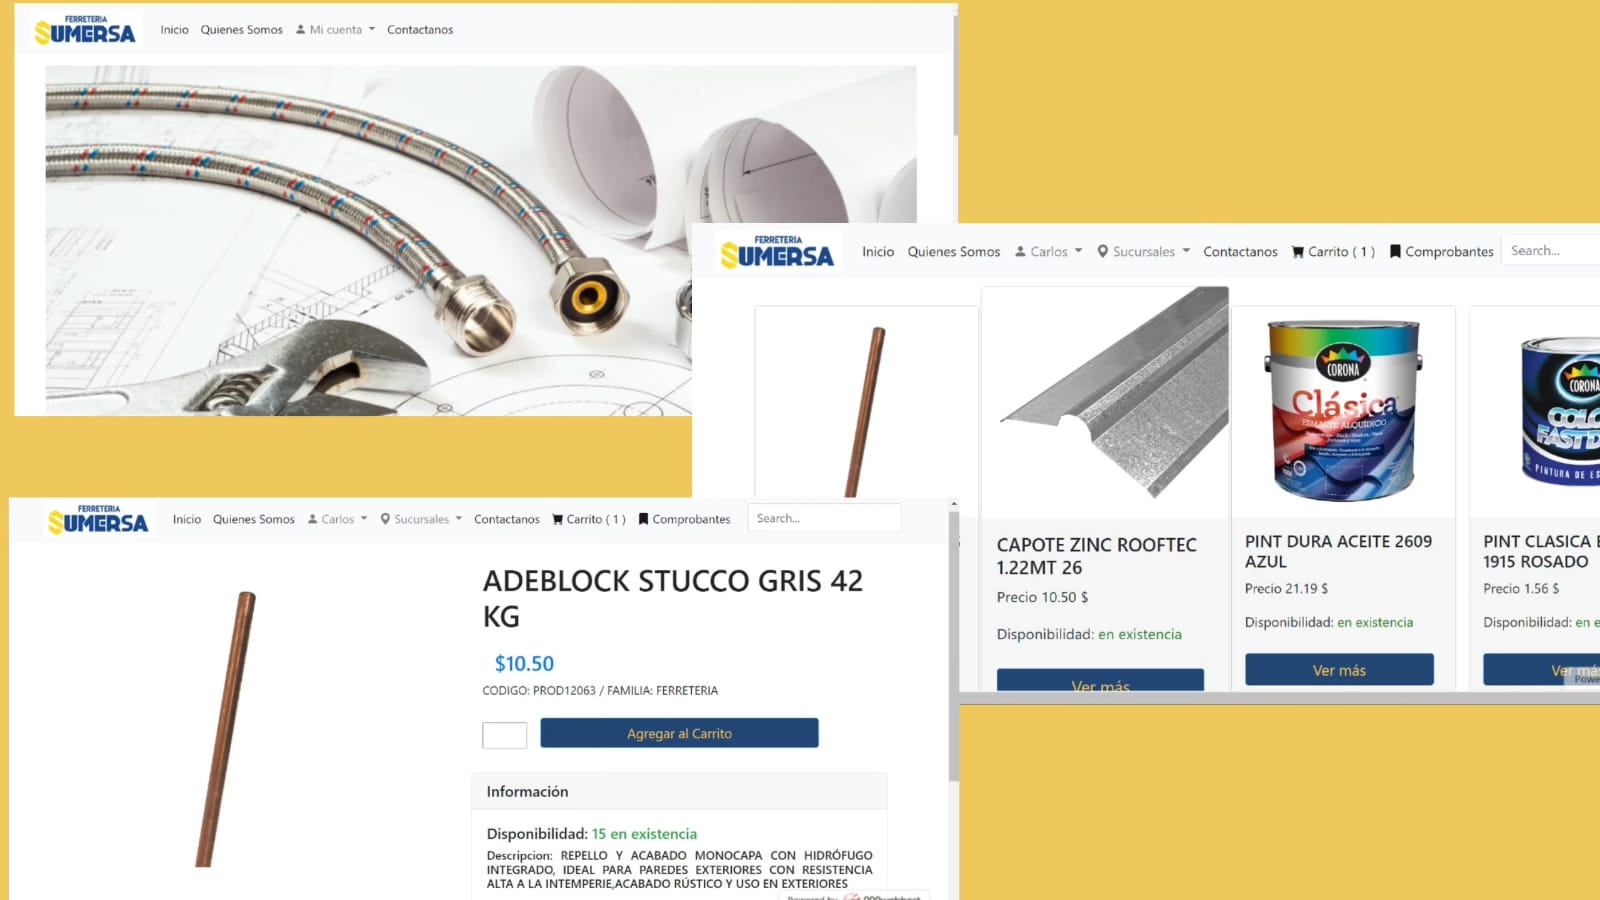 FERRETERIA
SUMERSA
Inicio Quienes Somos Mi cuenta Contactanos
FERRETERIA
SUMERSA
Inicio Quienes Somos Carlos Sucursales Contactanos Carrito ( 1 ) Comprobantes Search...
CORONA
Clásica
ESMALTE ALQUÍDICO
CORONA
FAST
PINTURA DE
CAPOTE ZINC ROOFTEC
1.22MT 26
Precio 10.50 $
Disponibilidad: en existencia
Ver más
PINT DURA ACEITE 2609
AZUL
Precio 21.19 $
Disponibilidad: en existencia
Ver más
PINT CLASICA
1915 ROSADO
Precio 1.56 $
Disponibilidad: en
Ver más
FERRETERIA
SUMERSA
Inicio Quienes Somos Carlos Sucursales Contactanos Carrito ( 1 ) Comprobantes Search...
ADEBLOCK STUCCO GRIS 42
KG
$10.50
CODIGO: PROD12063 / FAMILIA: FERRETERIA
Agregar al Carrito
Información
Disponibilidad: 15 en existencia
Descripcion: REPELLO Y ACABADO MONOCAPA CON HIDRÓFUGO
INTEGRADO, IDEAL PARA PAREDES EXTERIORES CON RESISTENCIA
ALTA A LA INTEMPERIE,ACABADO RÚSTICO Y USO EN EXTERIORES
Powered by 000webhost